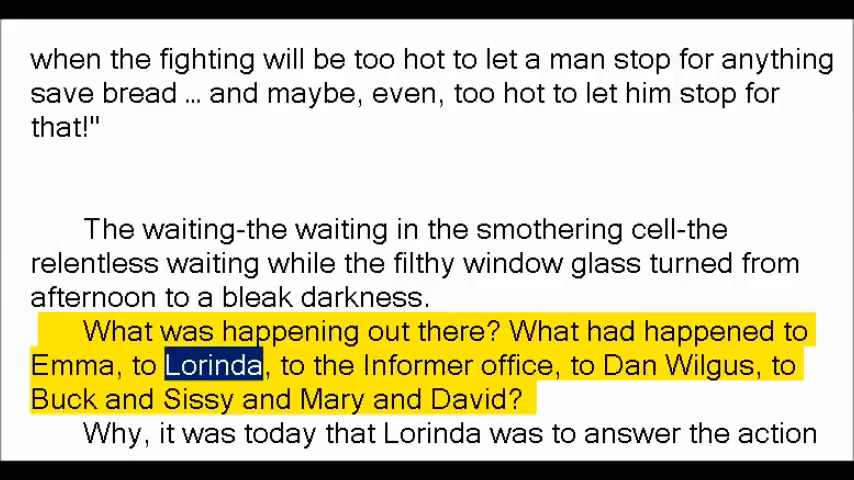 when the fighting will be too hot to let a man stop for anything
save bread ... and maybe, even, too hot to let him stop for
that!"
The waiting-the waiting in the smothering cell-the
relentless waiting while the filthy window glass turned from
afternoon to a bleak darkness.
What was happening out there? What had happened to
Emma, to Lorinda, to the Informer office, to Dan Wilgus, to
Buck and Sissy and Mary and David?
Why, it was today that Lorinda was to answer the action